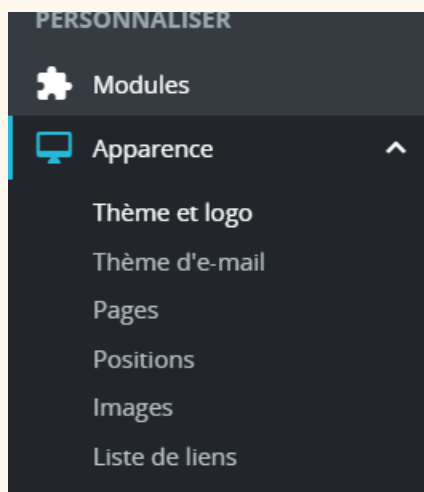 PERSONNALISER
Modules
Apparence
Thème et logo
Thème d'e-mail
Pages
Positions
Images
Liste de liens